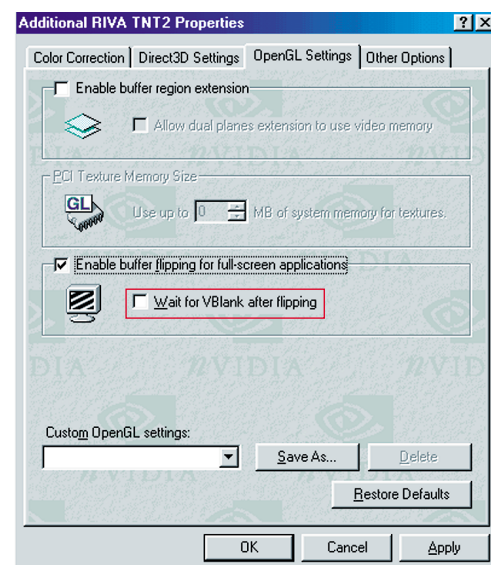 Additional RIVA TNT2 Properties
Color Correction
Direct3D Settings
OpenGL Settings
Other Options
Enable buffer region extension
Allow dual planes extension to use video memory
PCI Texture Memory Size
GL
Use up to 0 MB of system memory for textures.
Enable buffer flipping for full-screen applications
Wait for VBlank after flipping
Custom OpenGL settings:
Save As...
Delete
Restore Defaults
OK
Cancel
Apply